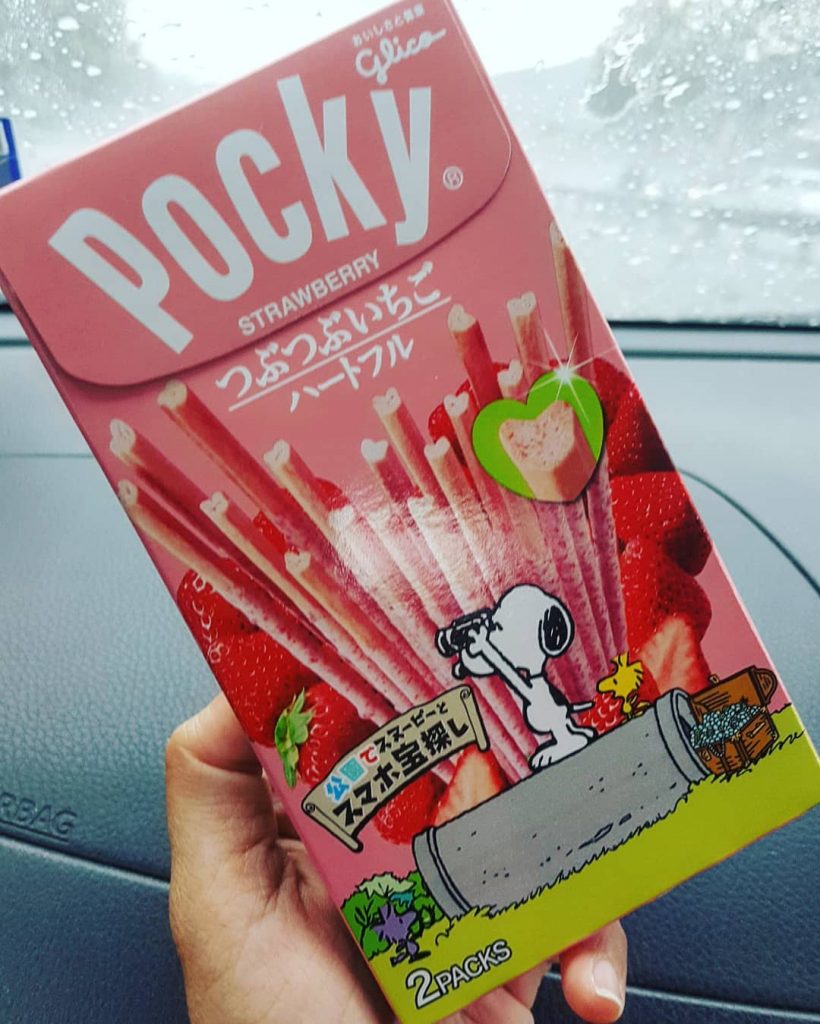 おいしさと健康
Glico
Pocky®
STRAWBERRY
つぶつぶいちご
ハートフル
公園でスヌーピーと
スマホ宝探し
2PACKS
RBAG